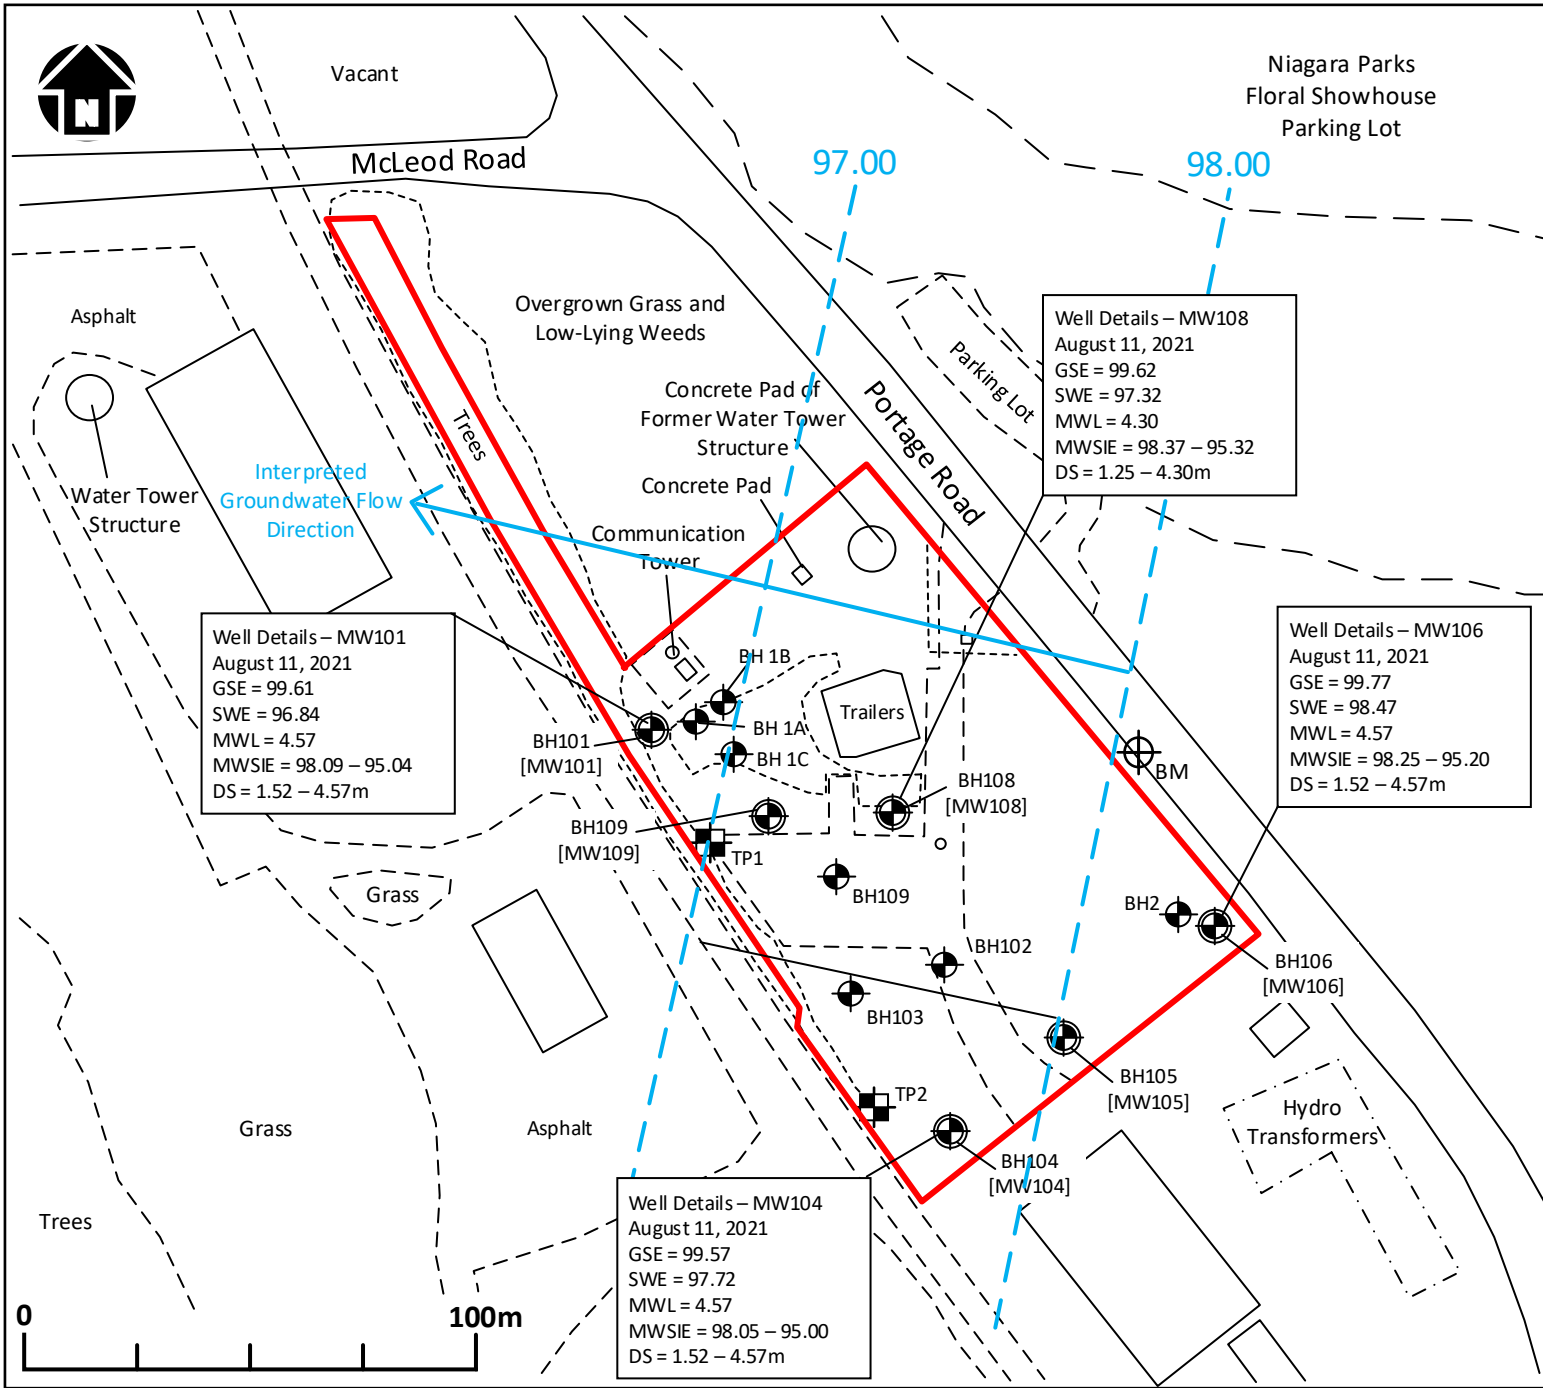 N
Vacant
McLeod Road
Niagara Parks
Floral Showhouse
Parking Lot
97.00
98.00
Asphalt
Overgrown Grass and
Low-Lying Weeds
Parking Lot
Portage Road
Well Details – MW108
August 11, 2021
GSE = 99.62
SWE = 97.32
MWL = 4.30
MWSIE = 98.37 – 95.32
DS = 1.25 – 4.30m
Trees
Concrete Pad of
Former Water Tower
Structure
Concrete Pad
Communication
Tower
Water Tower
Structure
Interpreted
Groundwater Flow
Direction
Well Details – MW101
August 11, 2021
GSE = 99.61
SWE = 96.84
MWL = 4.57
MWSIE = 98.09 – 95.04
DS = 1.52 – 4.57m
Well Details – MW106
August 11, 2021
GSE = 99.77
SWE = 98.47
MWL = 4.57
MWSIE = 98.25 – 95.20
DS = 1.52 – 4.57m
BH 1B
BH 1A
BH 1C
Trailers
BH101
[MW101]
BM
BH108
[MW108]
BH109
[MW109]
TP1
BH109
Grass
BH2
BH106
[MW106]
BH102
BH103
BH105
[MW105]
TP2
Hydro
Transformers
Grass
Asphalt
BH104
[MW104]
Trees
Well Details – MW104
August 11, 2021
GSE = 99.57
SWE = 97.72
MWL = 4.57
MWSIE = 98.05 – 95.00
DS = 1.52 – 4.57m
0
100m